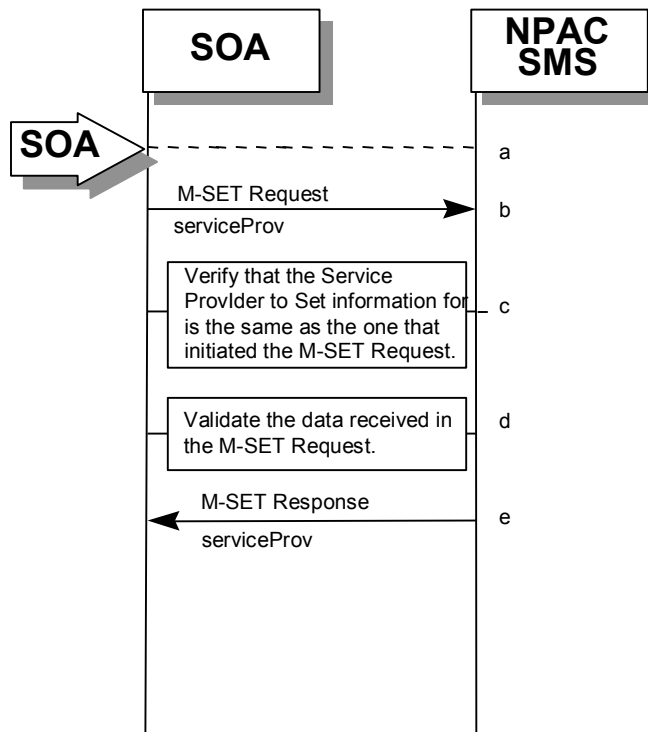 SOA
NPAC
SMS
SOA
a
M-SET Request
b
serviceProv
Verify that the Service
ProvIder to Set information for
is the same as the one that
initiated the M-SET Request.
c
Validate the data received in
the M-SET Request.
d
M-SET Response
e
serviceProv